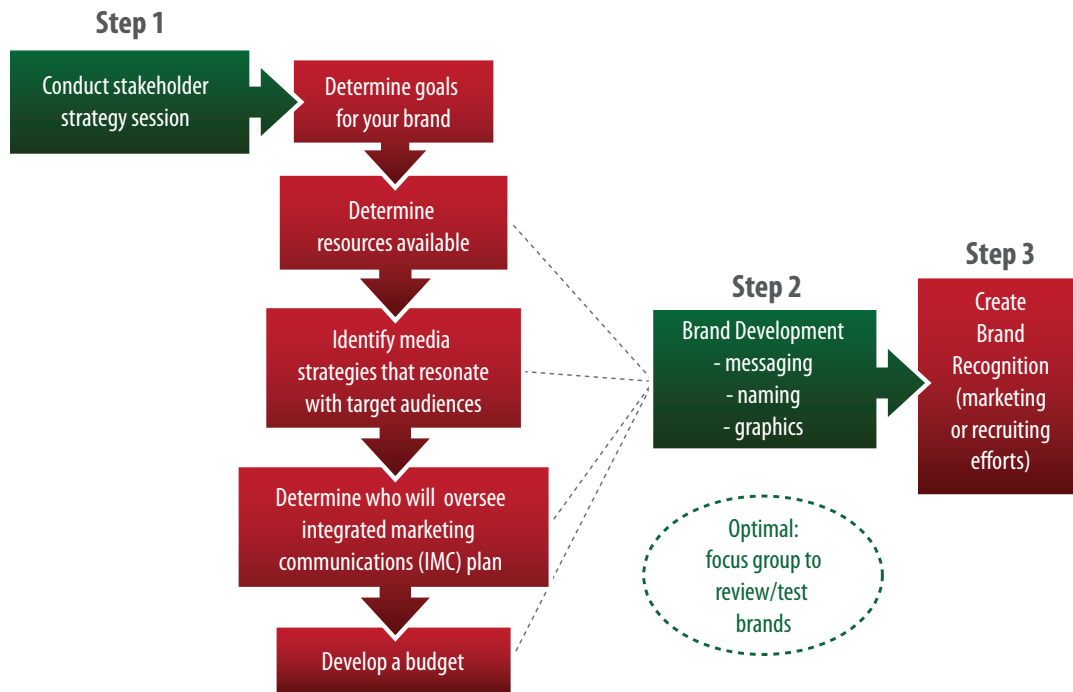 Step 1
Conduct stakeholder
strategy session
Determine goals
for your brand
Determine
resources available
Identify media
strategies that resonate
with target audiences
Determine who will oversee
integrated marketing
communications (IMC) plan
Develop a budget
Step 2
Brand Development
- messaging
- naming
- graphics
Optimal:
focus group to
review/test
brands
Step 3
Create
Brand
Recognition
(marketing
or recruiting
efforts)